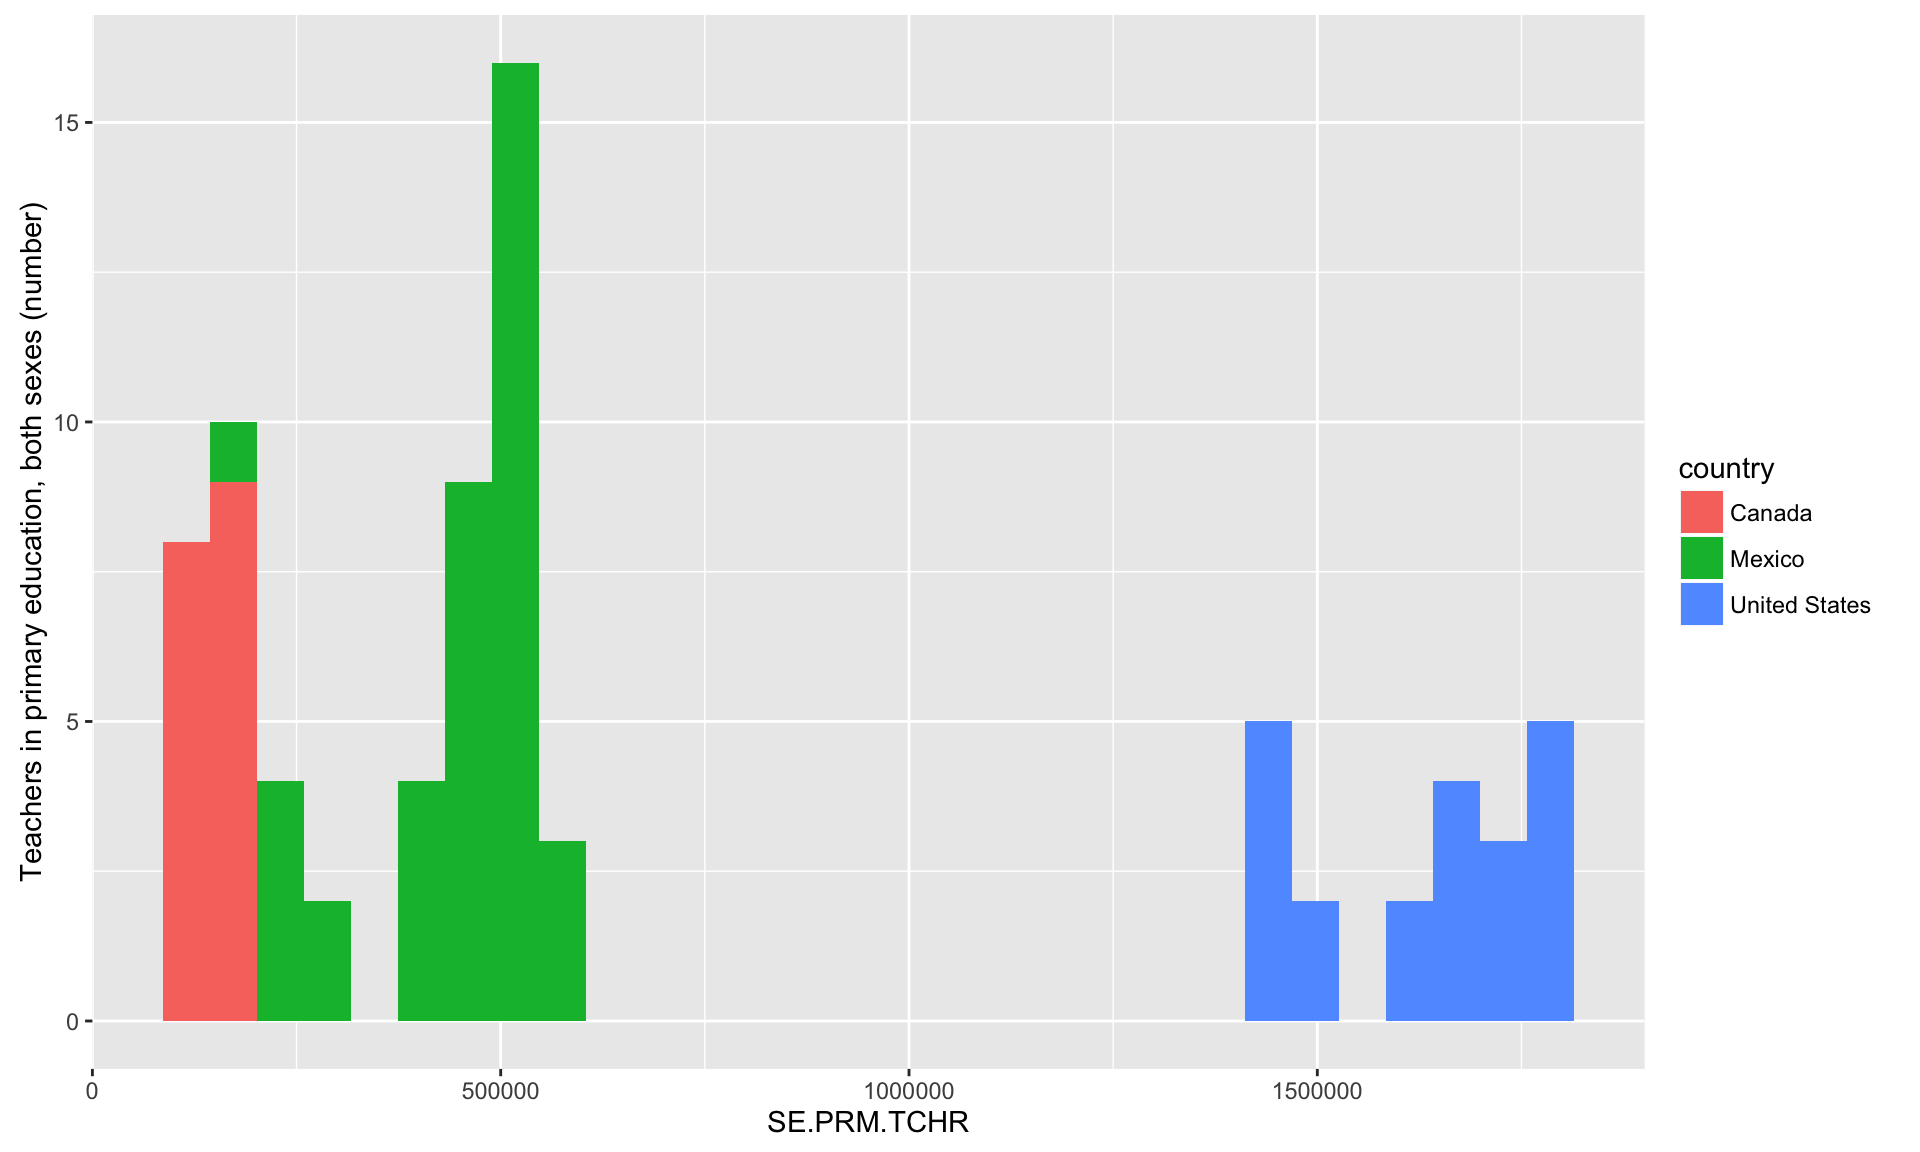 Teachers in primary education, both sexes (number)
15
10
5
0
0 500000 1000000 1500000
SE.PRM.TCHR
country
Canada
Mexico
United States